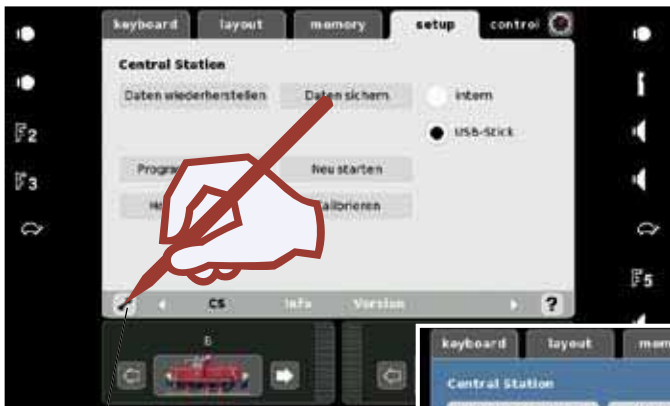 keyboard layout memory setup control
Central Station
Daten wiederherstellen Daten sichern intern
USB-Stick
Neu starten
F2
F3
F5
CS Info Version ?
6
keyboard layout
Central Station